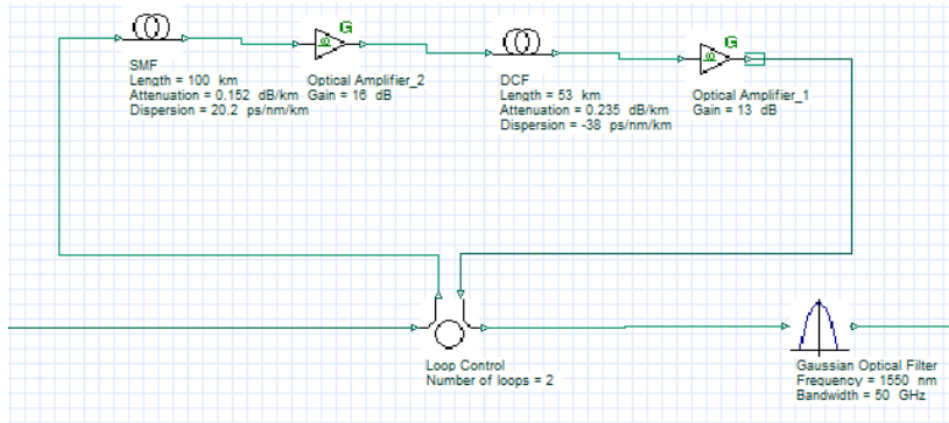 G
G
SMF
Length = 100 km
Attenuation = 0.152 dB/km
Dispersion = 20.2 ps/nm/km
Optical Amplifier_2
Gain = 16 dB
DCF
Length = 53 km
Attenuation = 0.235 dB/km
Dispersion = -38 ps/nm/km
Optical Amplifier_1
Gain = 13 dB
Loop Control
Number of loops = 2
Gaussian Optical Filter
Frequency = 1550 nm
Bandwidth = 50 GHz